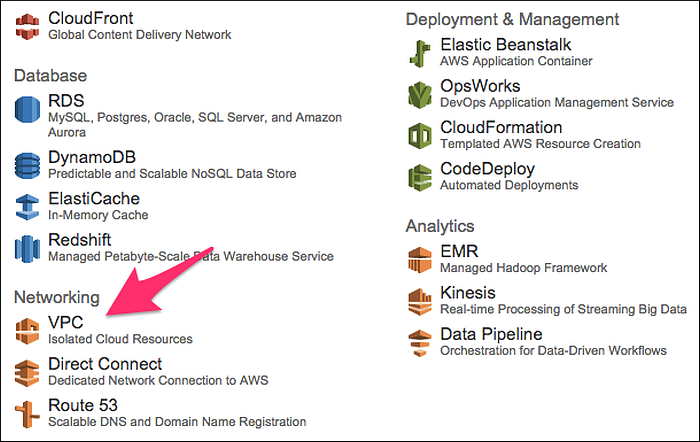 CloudFront
Global Content Delivery Network
Database
RDS
MySQL, Postgres, Oracle, SQL Server, and Amazon
Aurora
DynamoDB
Predictable and Scalable NoSQL Data Store
ElastiCache
In-Memory Cache
Redshift
Managed Petabyte-Scale Data Warehouse Service
Networking
VPC
Isolated Cloud Resources
Direct Connect
Dedicated Network Connection to AWS
Route 53
Scalable DNS and Domain Name Registration
Deployment & Management
Elastic Beanstalk
AWS Application Container
OpsWorks
DevOps Application Management Service
CloudFormation
Templated AWS Resource Creation
CodeDeploy
Automated Deployments
Analytics
EMR
Managed Hadoop Framework
Kinesis
Real-time Processing of Streaming Big Data
Data Pipeline
Orchestration for Data-Driven Workflows